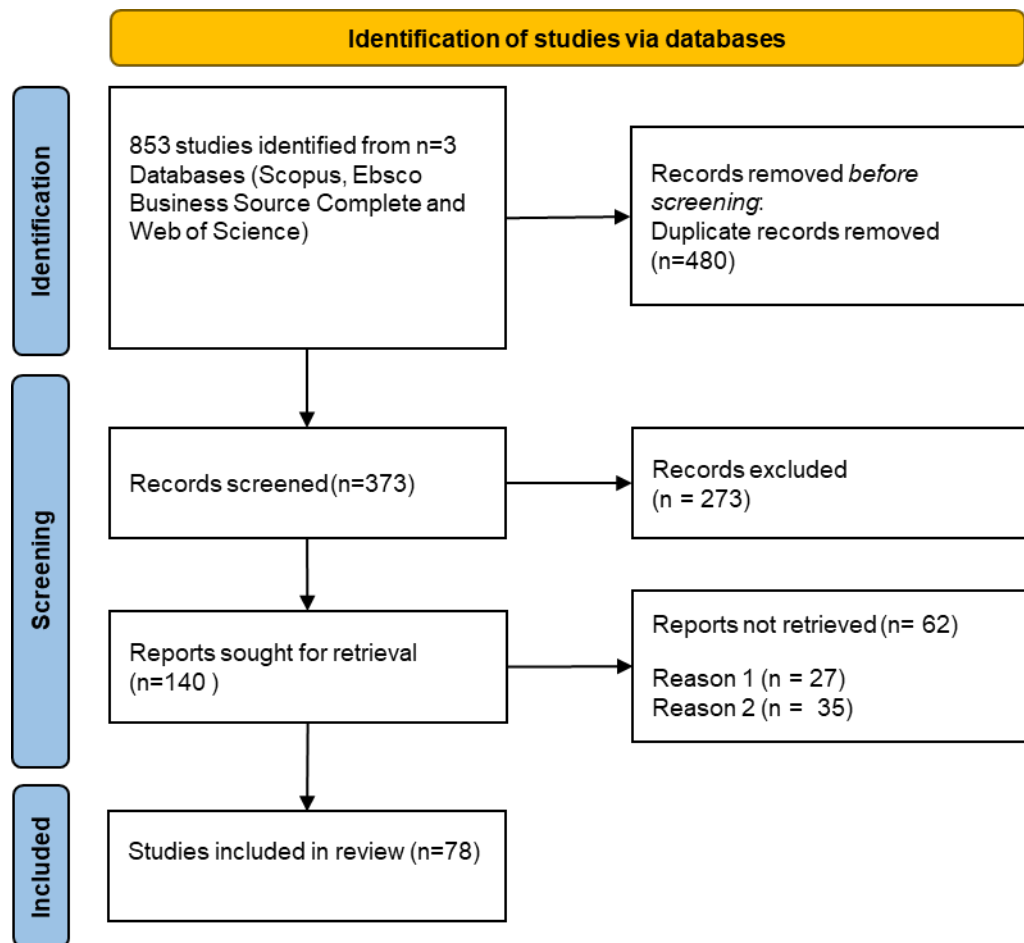 Identification of studies via databases
Identification
853 studies identified from n=3
Databases (Scopus, Ebsco
Business Source Complete and
Web of Science)
Records removed before
screening:
Duplicate records removed
(n=480)
Screening
Records screened (n=373)
Records excluded
(n = 273)
Reports sought for retrieval
(n=140 )
Reports not retrieved (n= 62)
Reason 1 (n = 27)
Reason 2 (n =  35)
Included
Studies included in review (n=78)